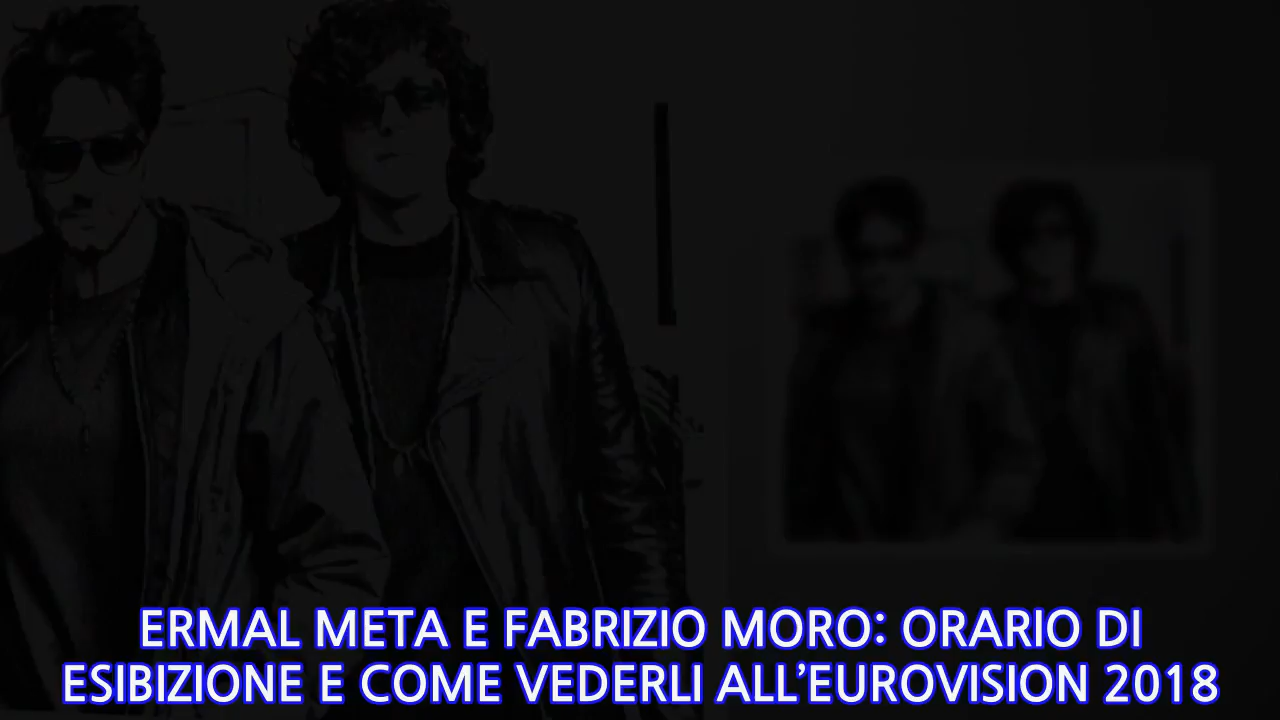 ERMAL META E FABRIZIO MORO: ORARIO DI
ESIBIZIONE E COME VEDERLI ALL’EUROVISION 2018